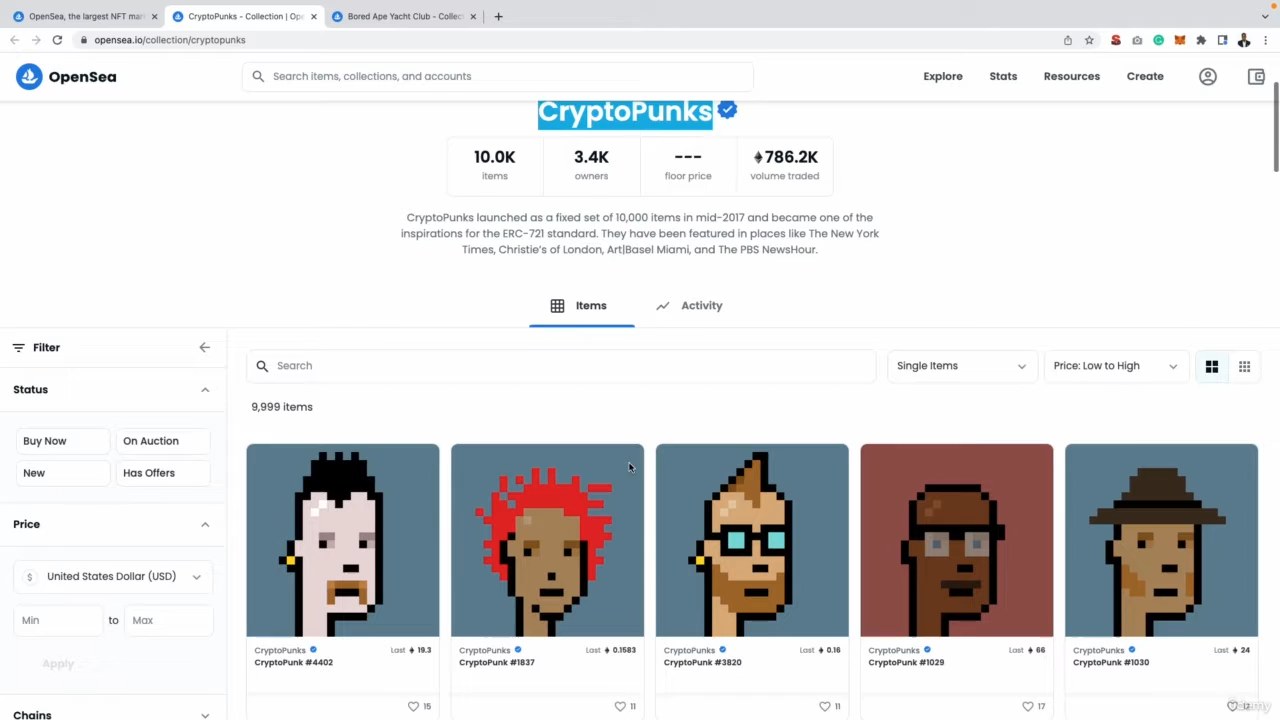 OpenSea, the largest NFT mar
CryptoPunks - Collection | Ope
Bored Ape Yacht Club - Collec
opensea.io/collection/cryptopunks
OpenSea
Search items, collections, and accounts
Explore
Stats
Resources
Create
CryptoPunks
10.0K
items
3.4K
owners
---
floor price
786.2K
volume traded
CryptoPunks launched as a fixed set of 10,000 items in mid-2017 and became one of the
inspirations for the ERC-721 standard. They have been featured in places like The New York
Times, Christie's of London, Art|Basel Miami, and The PBS NewsHour.
Items
Activity
Filter
Search
Single Items
Price: Low to High
Status
9,999 items
Buy Now
On Auction
New
Has Offers
Price
$ United States Dollar (USD)
Min
to
Max
Apply
Chains
CryptoPunks
Last 19.3
CryptoPunk #4402
15
CryptoPunks
Last 0.1583
CryptoPunk #1837
11
CryptoPunks
Last 0.16
CryptoPunk #3820
11
CryptoPunks
Last 66
CryptoPunk #1029
17
CryptoPunks
Last 24
CryptoPunk #1030
Udemy